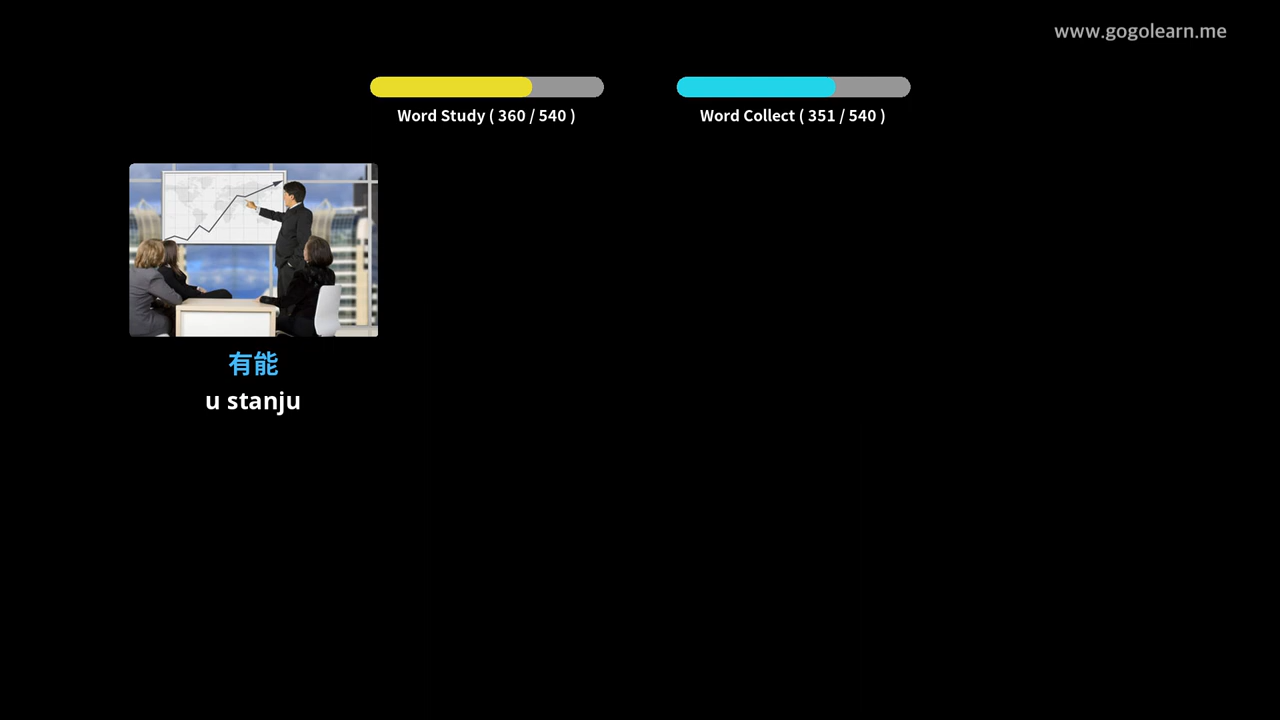 www.gogolearn.me
Word Study ( 360 / 540 )
Word Collect ( 351 / 540 )
有能
u stanju